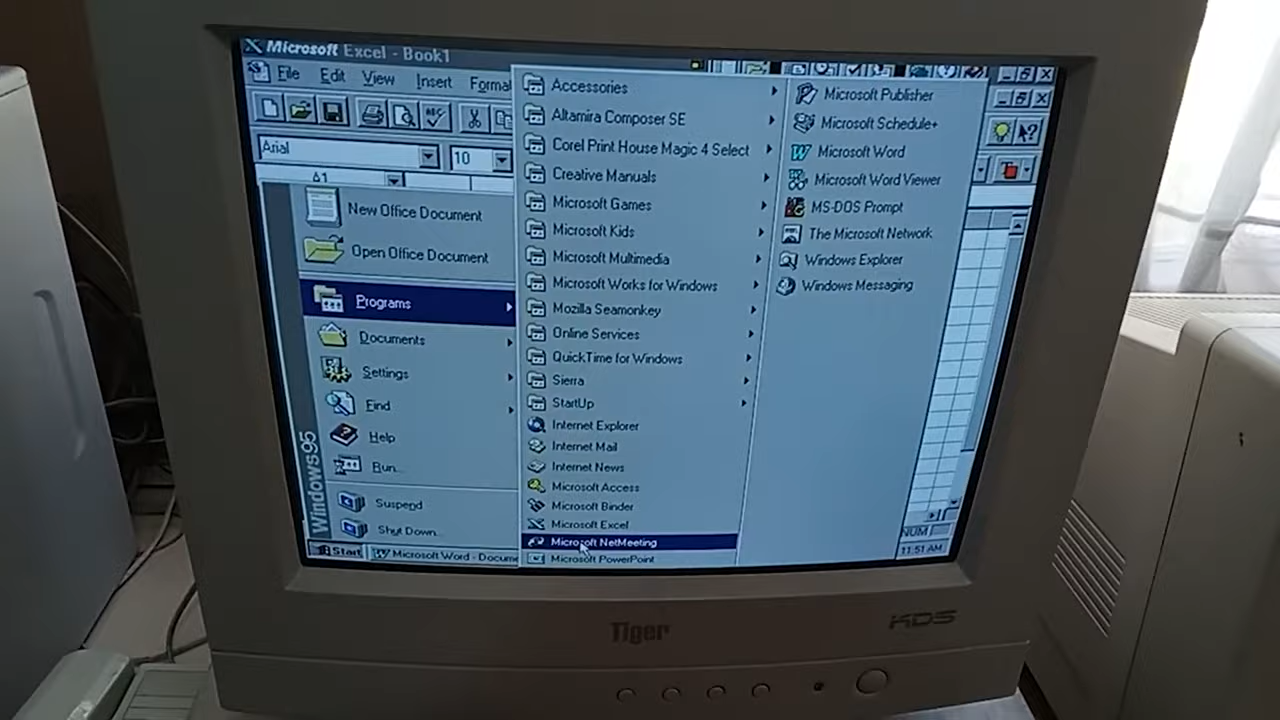 Microsoft Excel - Book1
File Edit View Insert Forma
Arial 10
New Office Document
Open Office Document
Programs
Documents
Settings
Find
Help
Run...
Suspend
Shut Down...
Windows95
Accessories
Altamira Composer SE
Corel Print House Magic 4 Select
Creative Manuals
Microsoft Games
Microsoft Kids
Microsoft Multimedia
Microsoft Works for Windows
Mozilla Seamonkey
Online Services
QuickTime for Windows
Sierra
StartUp
Internet Explorer
Internet Mail
Internet News
Microsoft Access
Microsoft Binder
Microsoft Excel
Microsoft NetMeeting
Microsoft PowerPoint
Microsoft Publisher
Microsoft Schedule+
Microsoft Word
Microsoft Word Viewer
MS-DOS Prompt
The Microsoft Network
Windows Explorer
Windows Messaging
NUM
Start Microsoft Word - Docume 11:51 AM
Tiger KDS